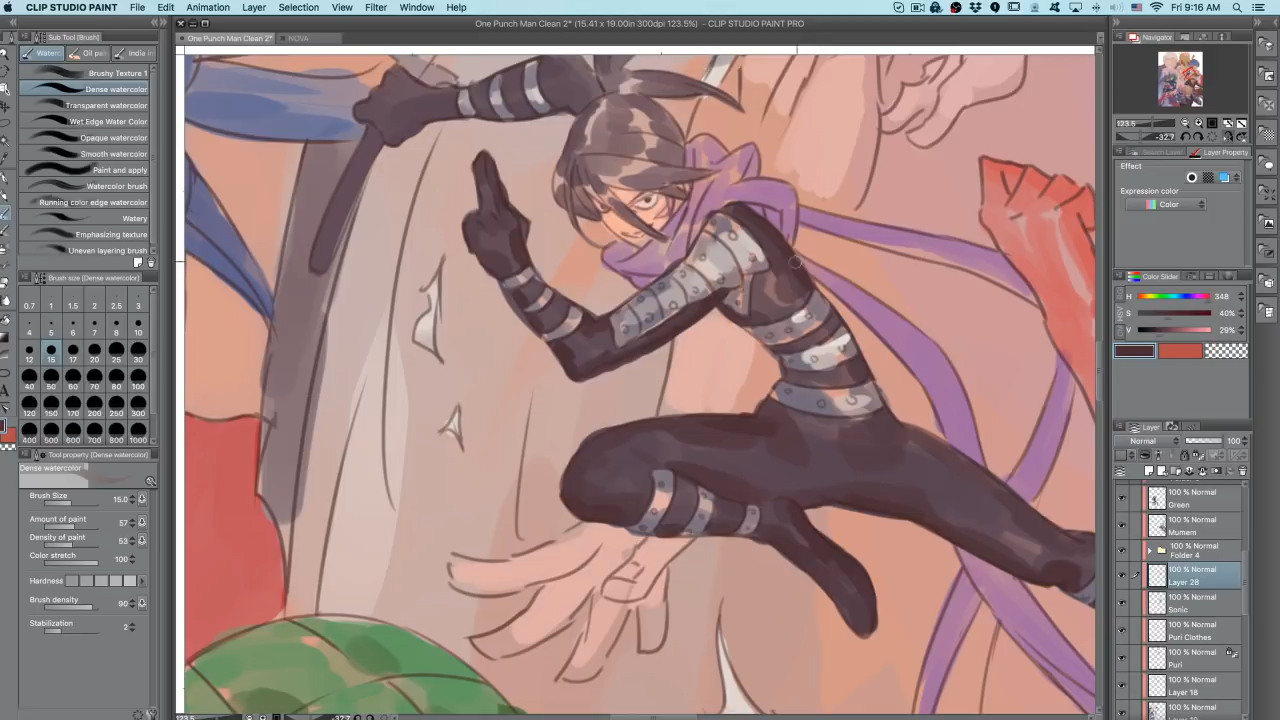 CLIP STUDIO PAINT File Edit Animation Layer Selection View Filter Window Help Fri 9:16 AM
One Punch Man Clean 2* (15.41 x 19.00in 300dpi 123.5%) - CLIP STUDIO PAINT PRO
One Punch Man Clean 2* NOVA
Sub Tool[Brush]
Water Oil pai India in
Brushy Texture 1
Dense watercolor
Transparent watercolor
Wet Edge Water Color
Opaque watercolor
Smooth watercolor
Paint and apply
Watercolor brush
Running color edge watercolor
Watery
Emphasizing texture
Uneven layering brush
Brush size [Dense watercolor]
0.7 1 1.5 2 2.5 3
4 5 6 7 8 10
12 15 17 20 25 30
40 50 60 70 80 100
120 150 170 200 250 300
400 500 600 700 800 1000
Tool property [Dense watercolor]
Dense watercolor
Brush Size 15.0
Amount of paint 57
Density of paint 53
Color stretch 100
Hardness
Brush density 90
Stabilization 2
123.5 -32.7
Navigator
123.5
-32.7
Search Layer Layer Property
Effect
Expression color
Color
Color Slider
H 348
S 40%
V 29%
Layer
Normal 100
100 % Normal
Green
100 % Normal
Mumem
100 % Normal
Folder 4
100 % Normal
Layer 28
100 % Normal
Sonic
100 % Normal
Puri Clothes
100 % Normal
Puri
100 % Normal
Layer 18
100 % Normal